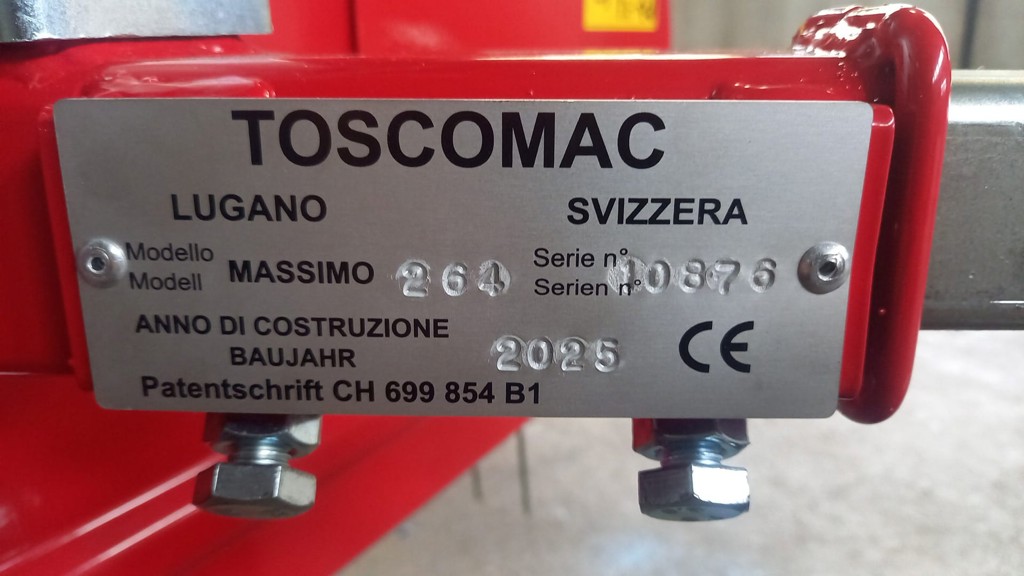 TOSCOMAC
LUGANO SVIZZERA
Modello
Modell
MASSIMO 264
Serie n°
Serien n°
10876
ANNO DI COSTRUZIONE
BAUJAHR
2025
CE
Patentschrift CH 699 854 B1